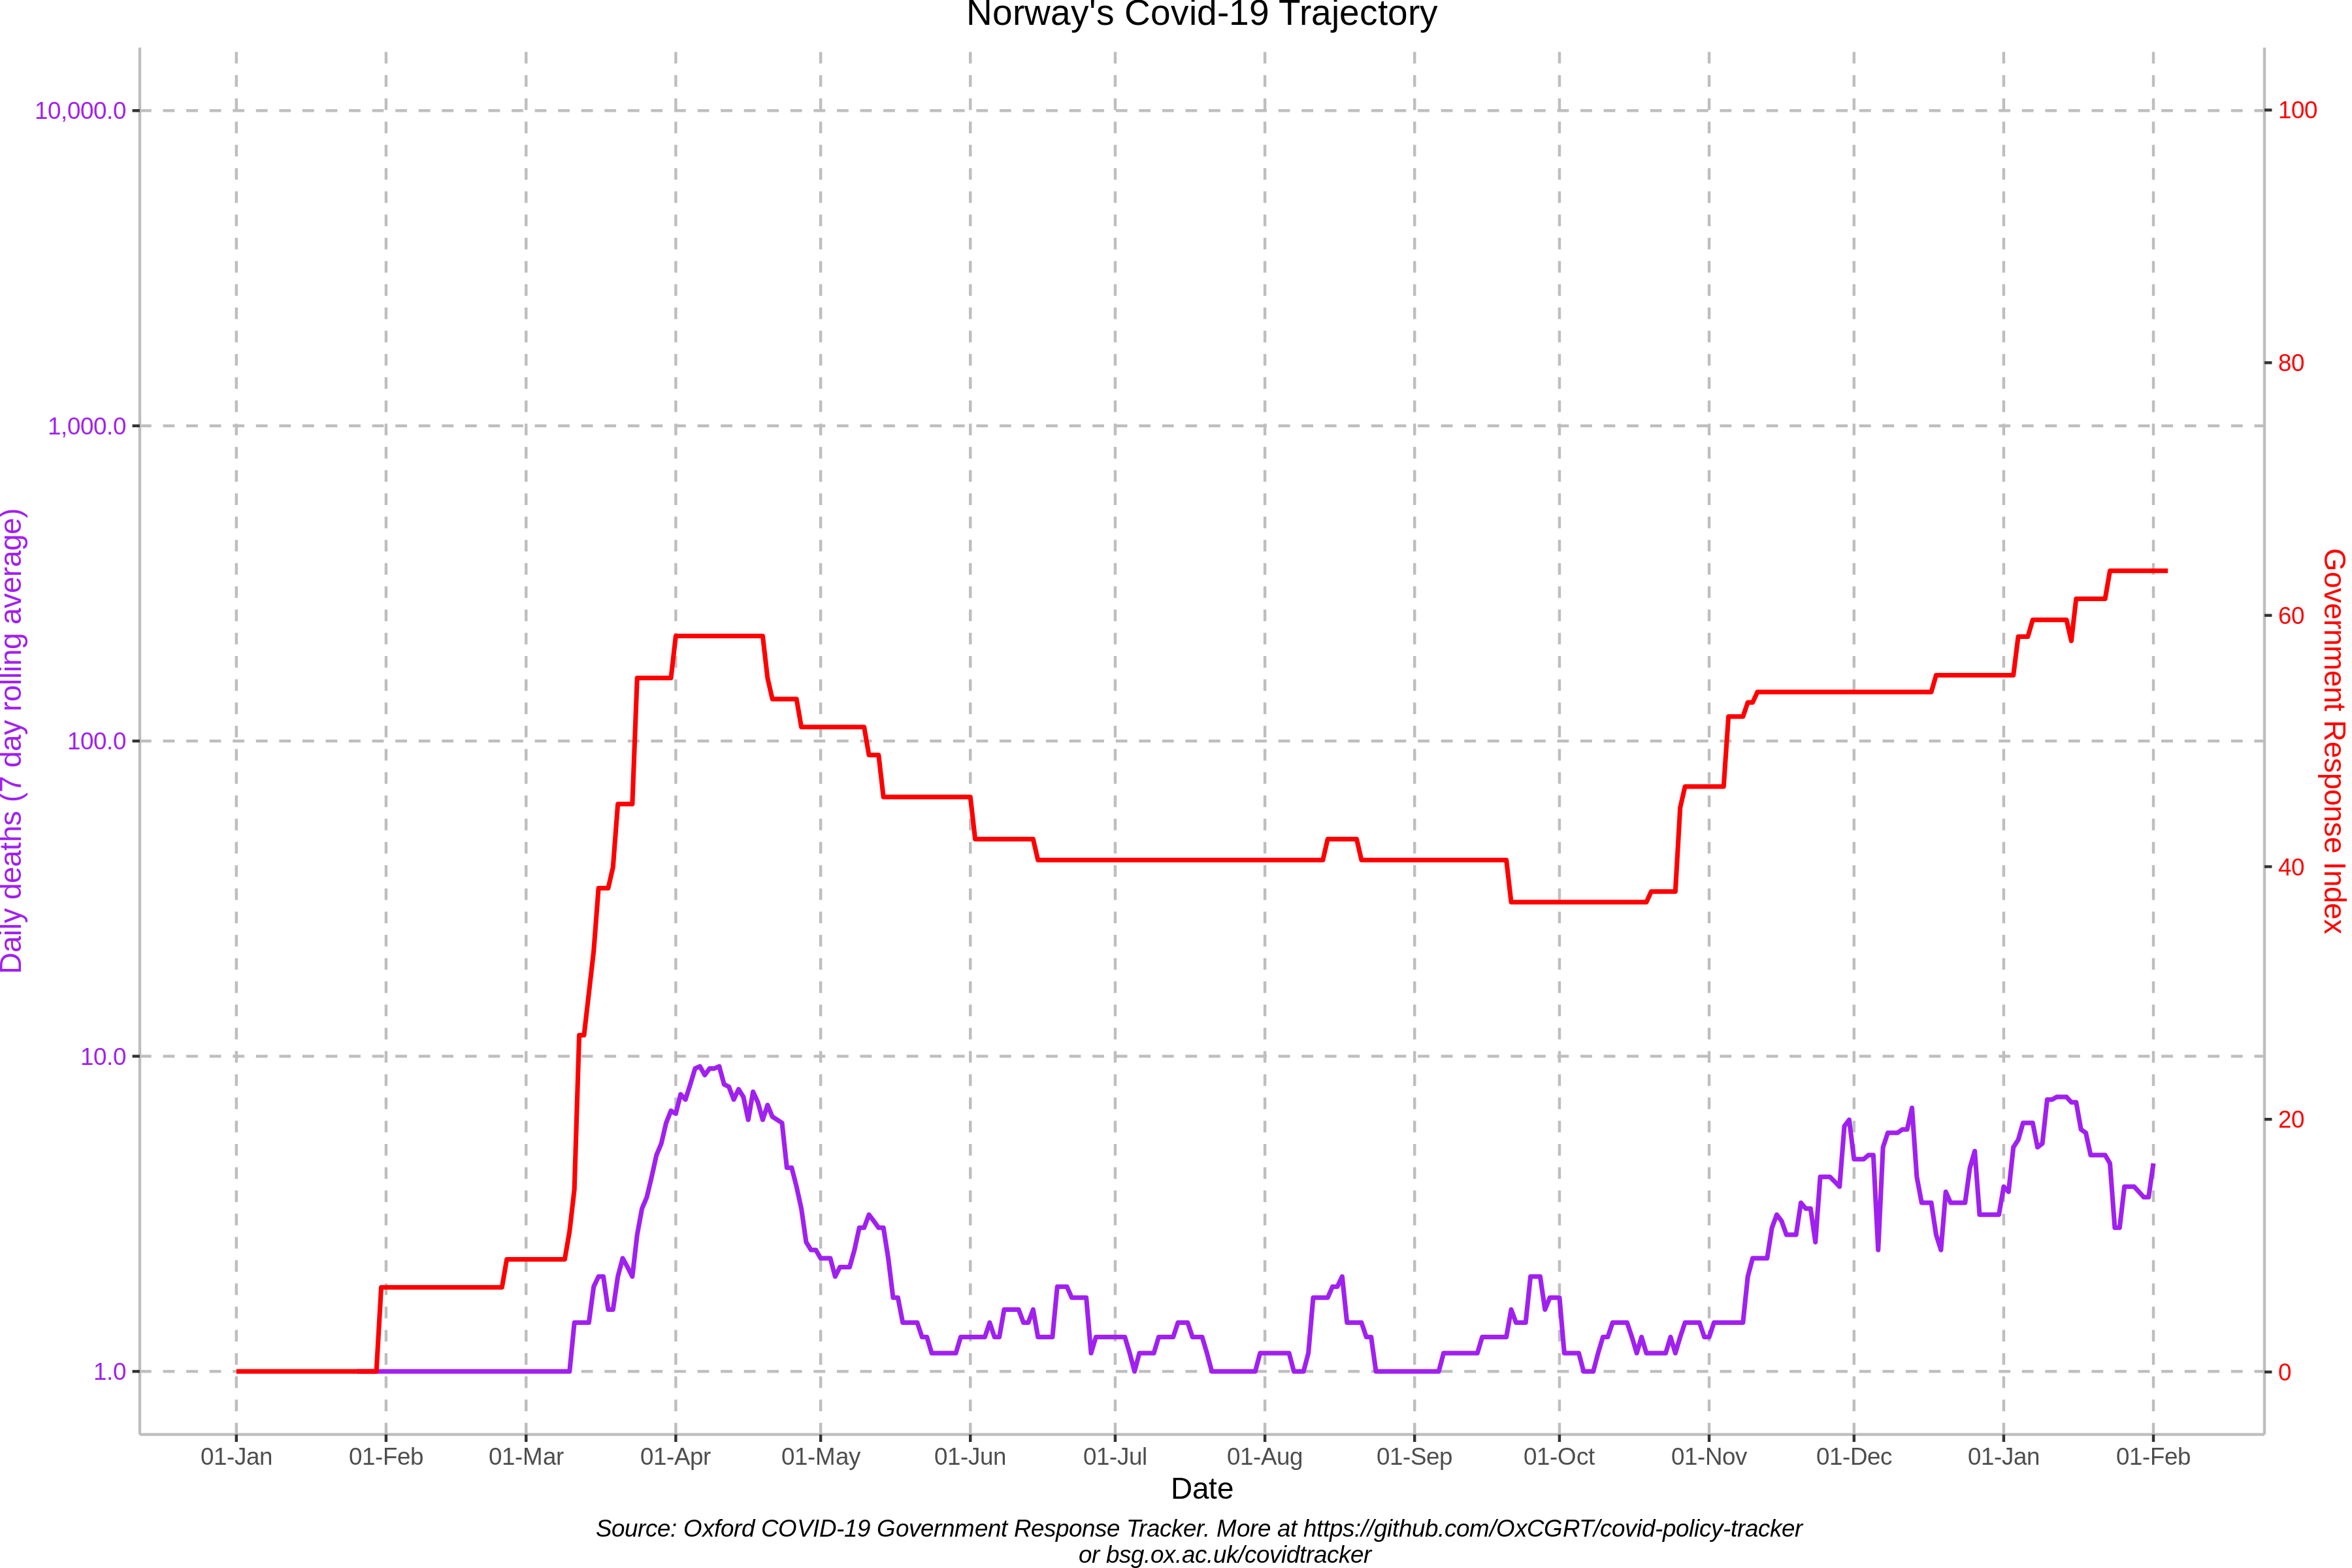 Norway's Covid-19 Trajectory
10,000.0
1,000.0
100.0
10.0
1.0
Daily deaths (7 day rolling average)
100
80
60
40
20
0
Government Response Index
01-Jan 01-Feb 01-Mar 01-Apr 01-May 01-Jun 01-Jul 01-Aug 01-Sep 01-Oct 01-Nov 01-Dec 01-Jan 01-Feb
Date
Source: Oxford COVID-19 Government Response Tracker. More at https://github.com/OxCGRT/covid-policy-tracker
or bsg.ox.ac.uk/covidtracker